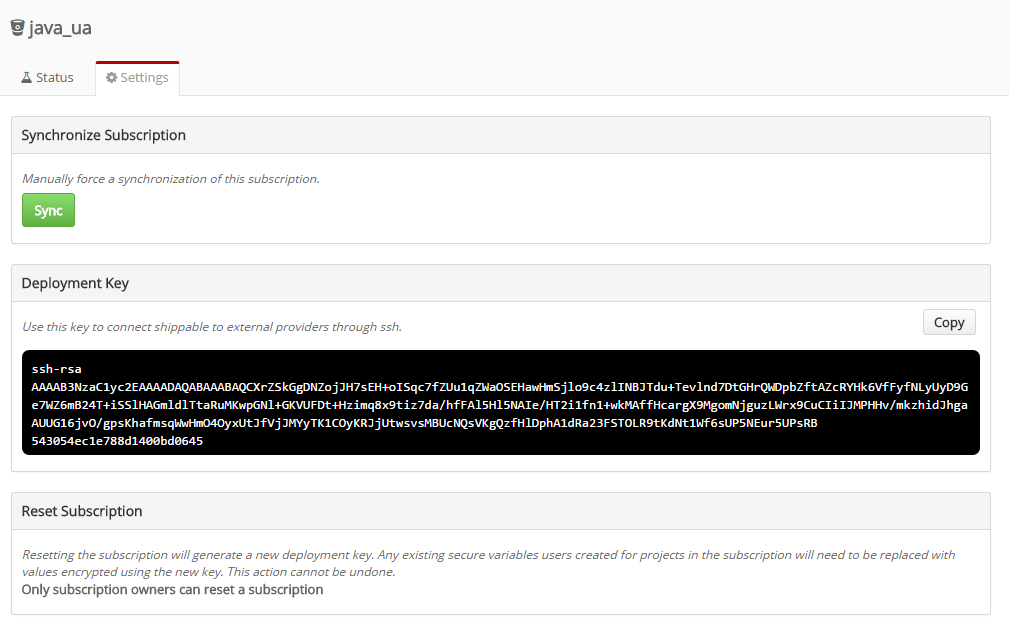 java_ua
Status
Settings
Synchronize Subscription
Manually force a synchronization of this subscription.
Sync
Deployment Key
Use this key to connect shippable to external providers through ssh.
Copy
ssh-rsa
AAAAB3NzaC1yc2EAAAADAQABAAABAQCXrZSkGgDNZojJH7sEH+oISqc7fZUu1qZWaOSEHawHmSjlo9c4zlINBJTdu+Tevlnd7DtGHrQWDpbZftAZcRYHk6VfFyfNLyUyD9G
e7WZ6mB24T+iSSlHAGmldlTtaRuMKwpGNl+GKVUFDt+Hzimq8x9tiz7da/hfFAl5Hl5NAIe/HT2i1fn1+wkMAffHcargX9MgomNjguzLWrx9CuCIiIJMPHHv/mkzhidJhga
AUUG16jvO/gpsKhafmsqWwHmO4OyxUtJfVjJMYyTK1COyKRJjUtwsvsMBUcNQsVKgQzfHlDphA1dRa23FSTOLR9tKdNt1Wf6sUP5NEur5UPsRB
543054ec1e788d1400bd0645
Reset Subscription
Resetting the subscription will generate a new deployment key. Any existing secure variables users created for projects in the subscription will need to be replaced with
values encrypted using the new key. This action cannot be undone.
Only subscription owners can reset a subscription